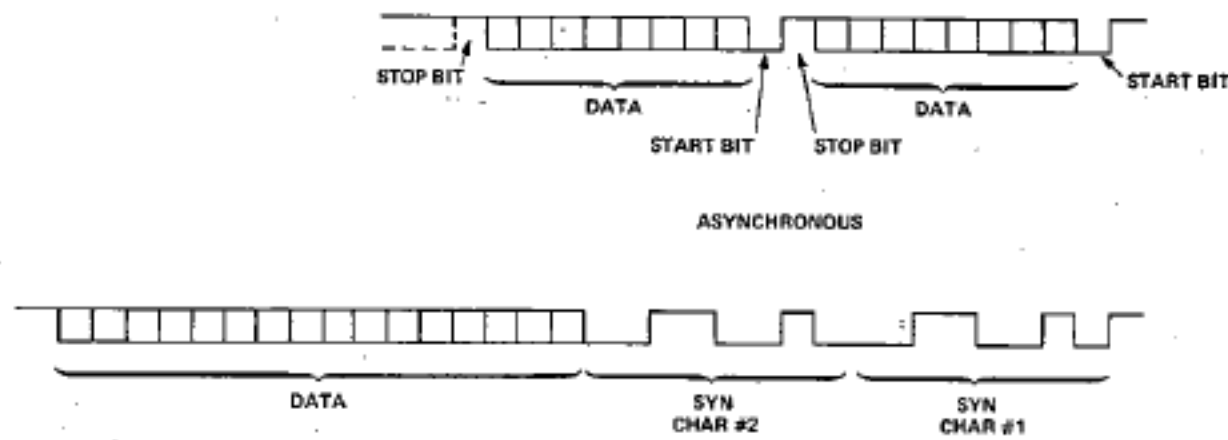 STOP BIT
DATA
START BIT
STOP BIT
DATA
START BIT
ASYNCHRONOUS
DATA
SYN
CHAR #2
SYN
CHAR #1